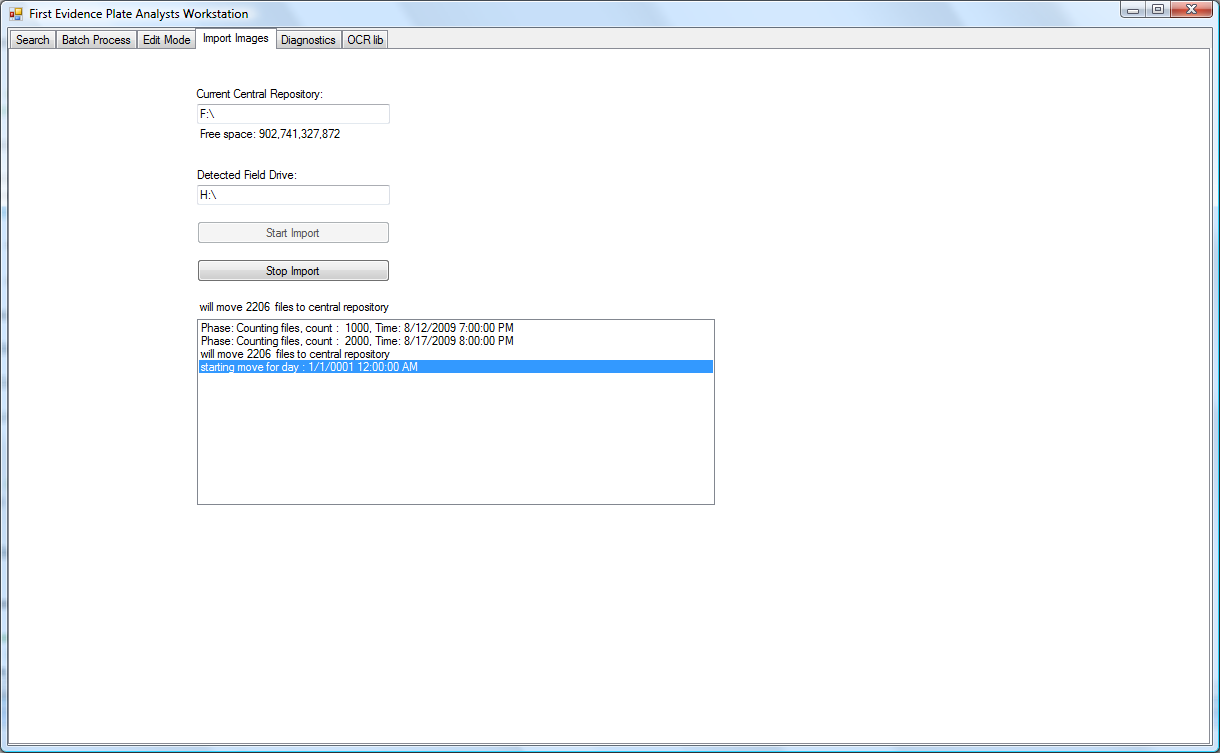 First Evidence Plate Analysts Workstation
Search Batch Process Edit Mode Import Images Diagnostics OCR lib
Current Central Repository:
F:\
Free space: 902,741,327,872
Detected Field Drive:
H:\
Start Import
Stop Import
will move 2206 files to central repository
Phase: Counting files, count : 1000, Time: 8/12/2009 7:00:00 PM
Phase: Counting files, count : 2000, Time: 8/17/2009 8:00:00 PM
will move 2206 files to central repository
starting move for day : 1/1/0001 12:00:00 AM